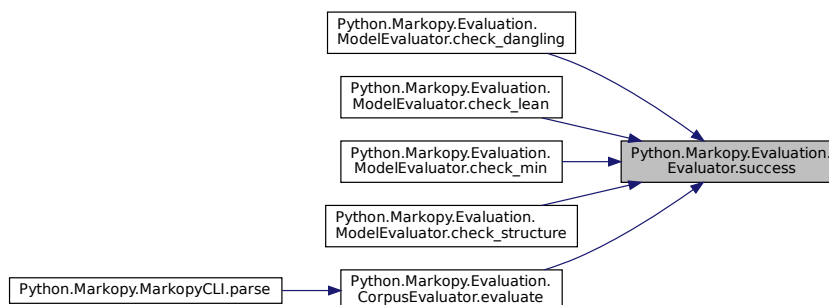 Python.Markopy.Evaluation.
ModelEvaluator.check_dangling
Python.Markopy.Evaluation.
ModelEvaluator.check_lean
Python.Markopy.Evaluation.
ModelEvaluator.check_min
Python.Markopy.Evaluation.
Evaluator.success
Python.Markopy.Evaluation.
ModelEvaluator.check_structure
Python.Markopy.MarkopyCLI.parse
Python.Markopy.Evaluation.
CorpusEvaluator.evaluate